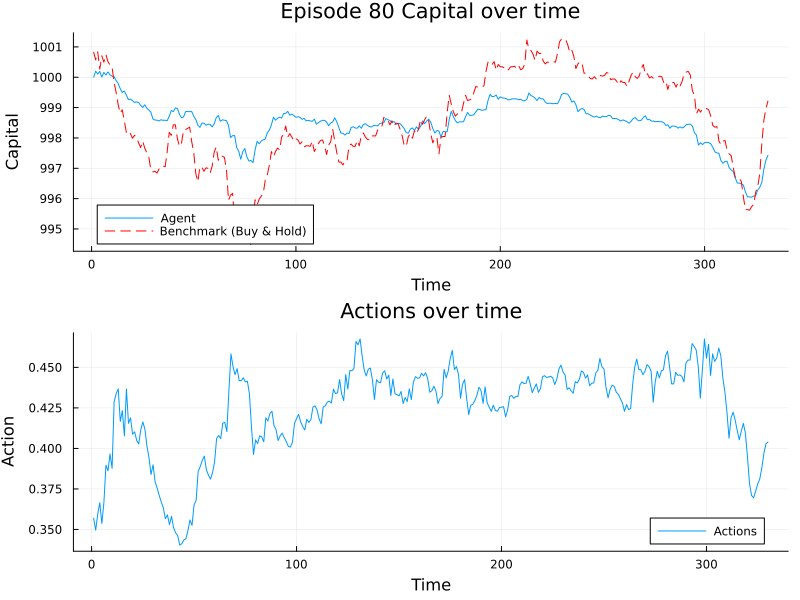 Episode 80 Capital over time
1001
1000
999
998
997
996
995
Capital
Agent
Benchmark (Buy & Hold)
0 100 200 300
Time
Actions over time
0.450
0.425
0.400
0.375
0.350
Action
Actions
0 100 200 300
Time